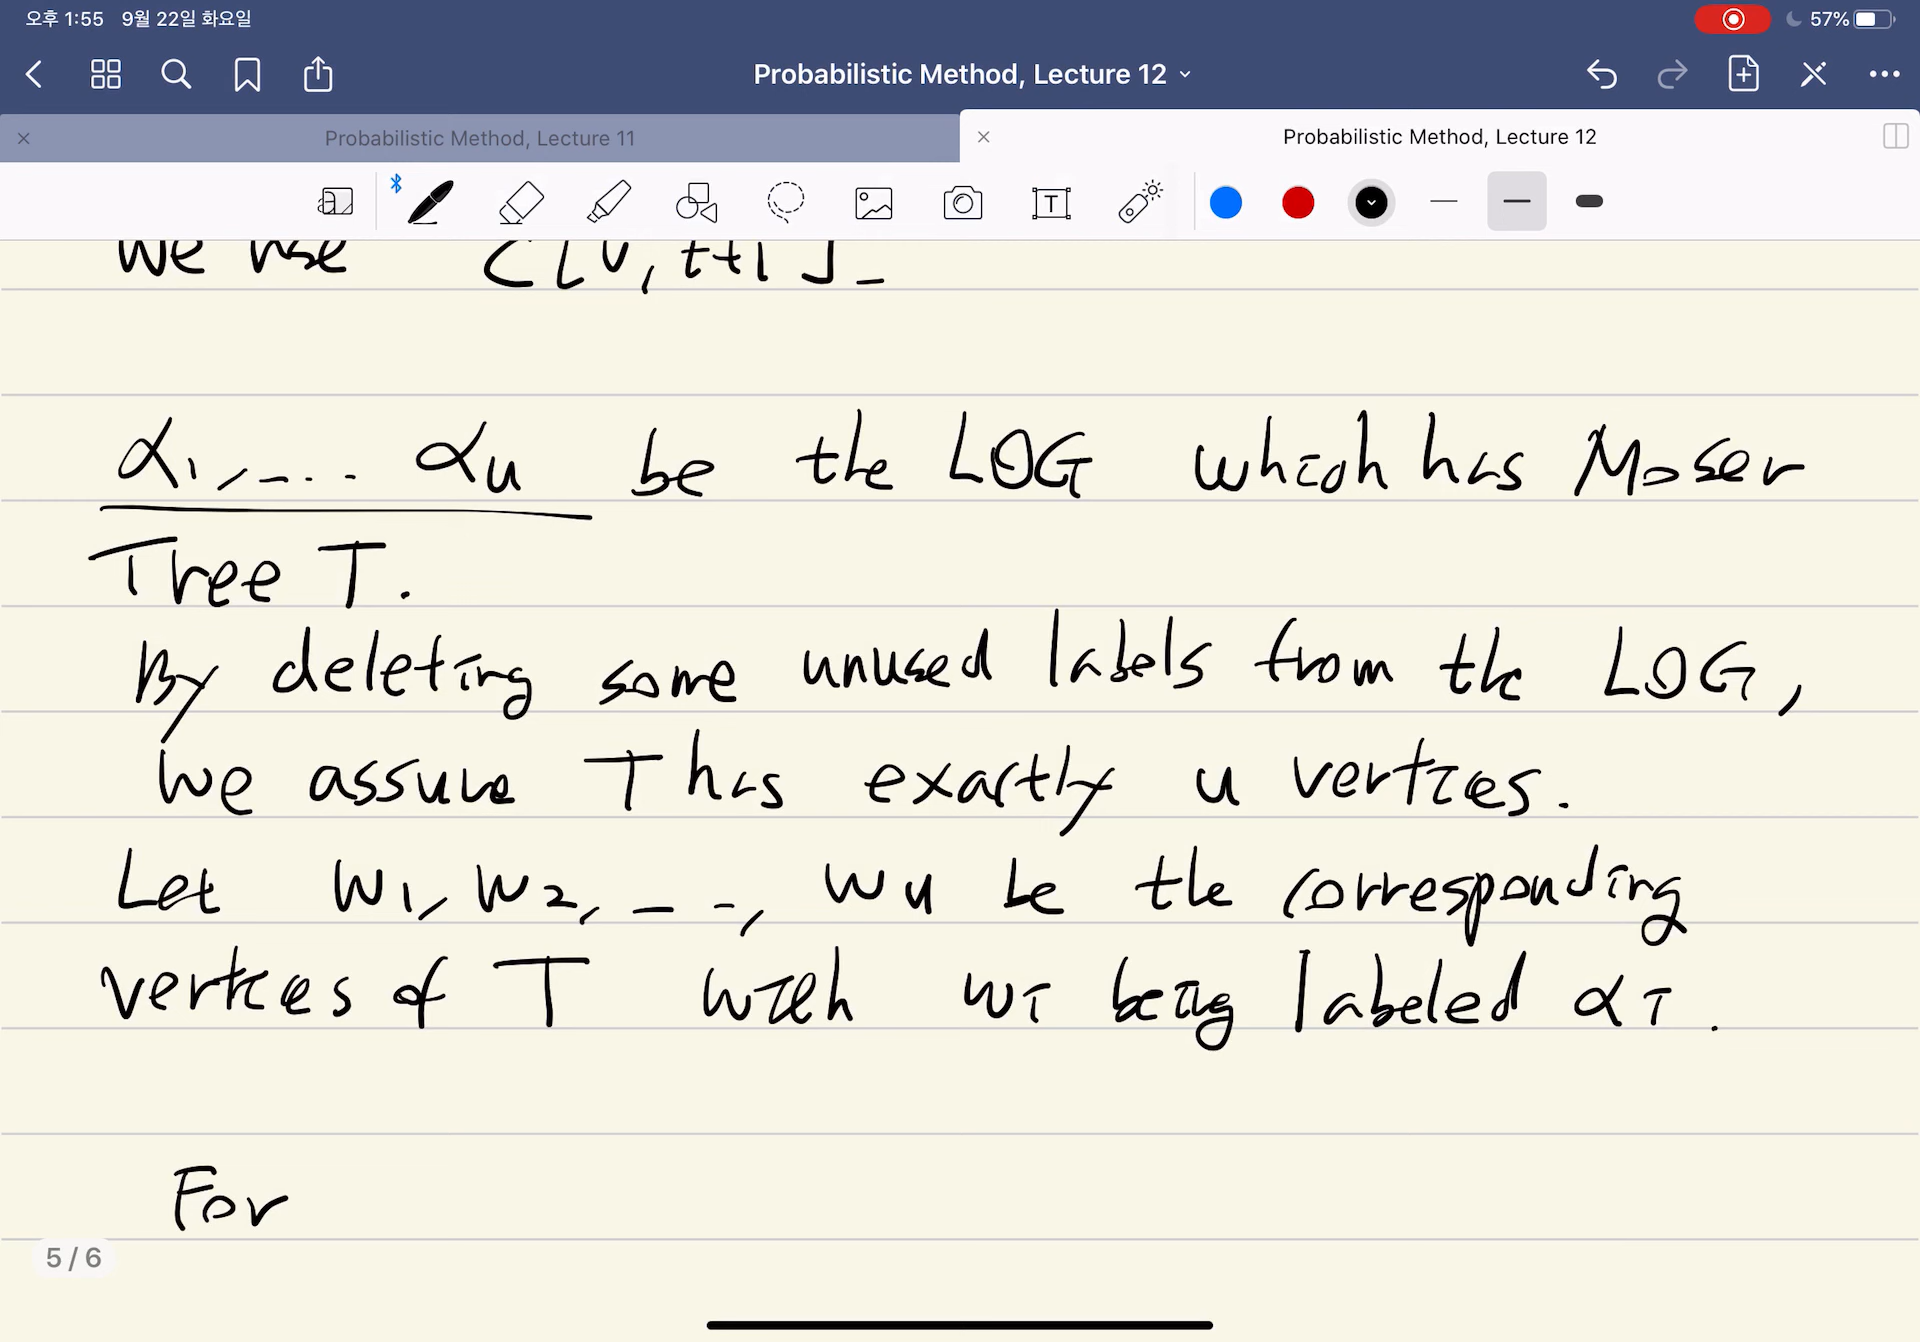 오후 1:55 9월 22일 화요일
57%
Probabilistic Method, Lecture 12
Probabilistic Method, Lecture 11
Probabilistic Method, Lecture 12
We use C[v, t+1].
α1, ... αu be the LOG which has Moser
Tree T.
By deleting some unused labels from the LOG,
we assume T has exactly u vertices.
Let w1, w2, - -, wu be the corresponding
vertices of T with wi being labeled αi.
For
5 / 6